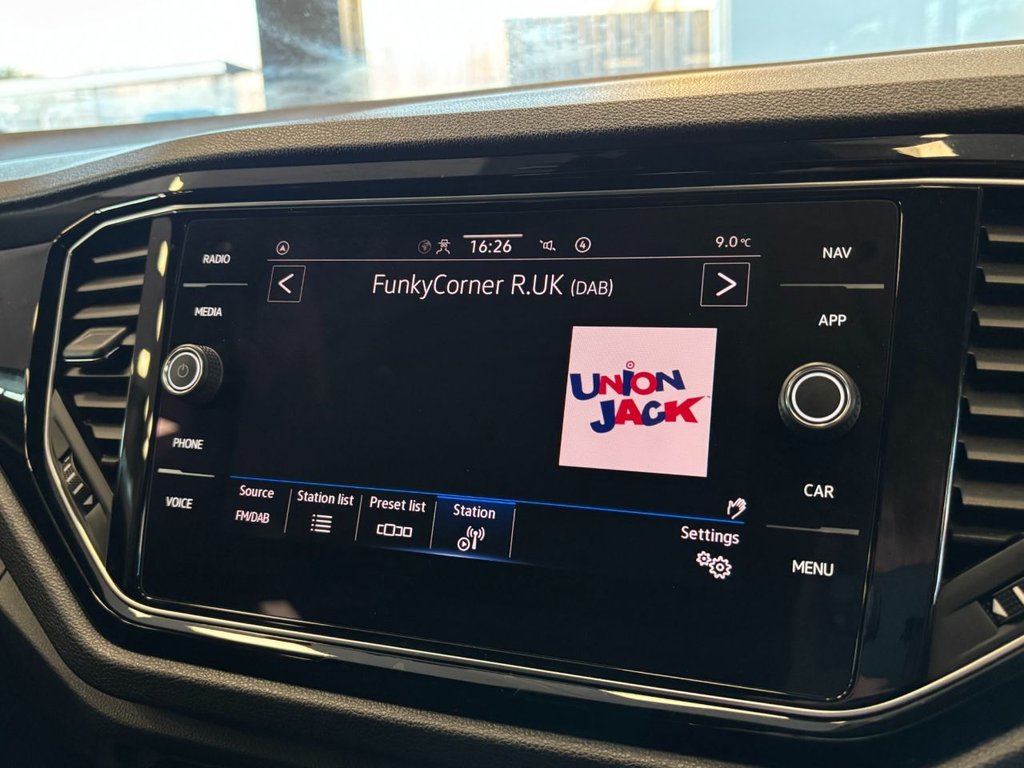 RADIO
MEDIA
PHONE
VOICE
16:26
4
9.0°C
FunkyCorner R.UK (DAB)
UNION
JACK
Source
FM/DAB
Station list
Preset list
Station
Settings
NAV
APP
CAR
MENU